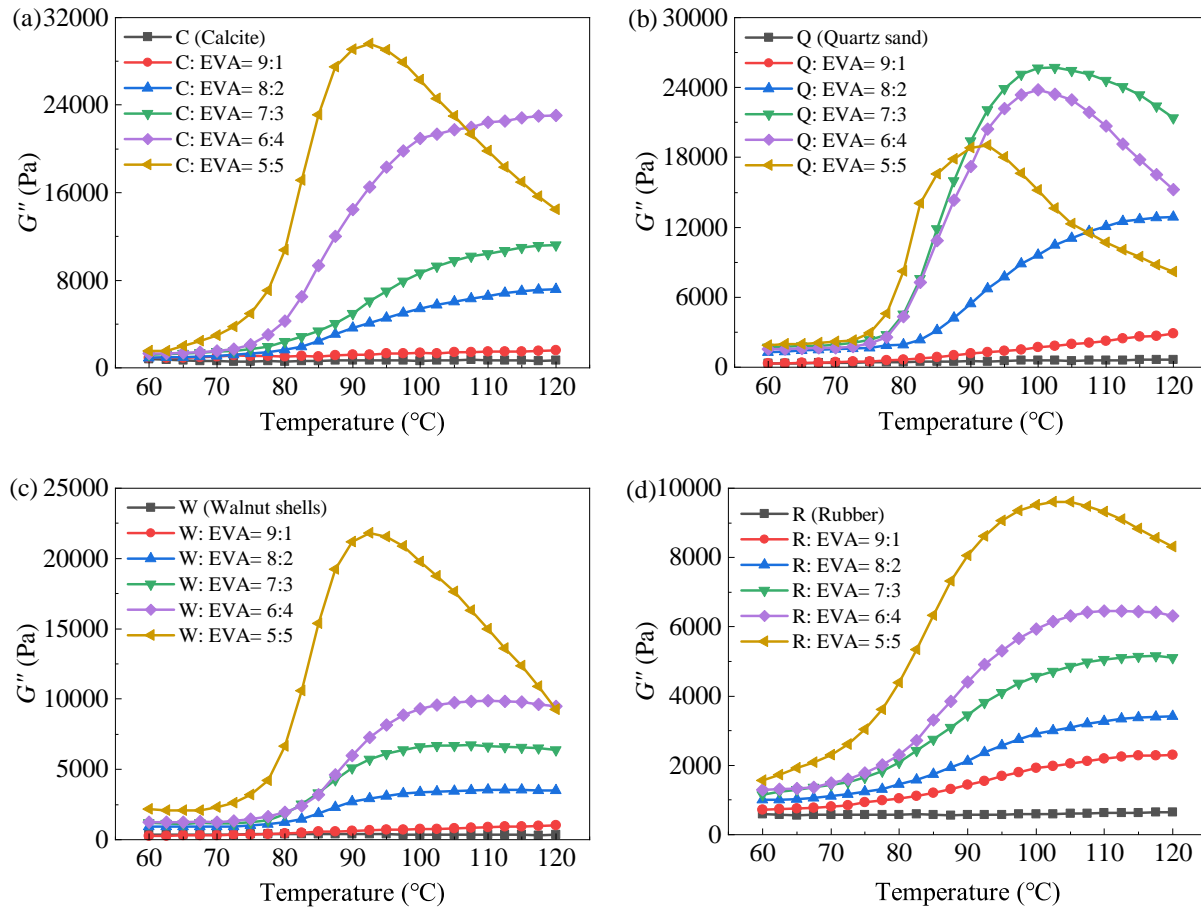 (a)
32000
24000
16000
8000
0
G″ (Pa)
C (Calcite)
C: EVA= 9:1
C: EVA= 8:2
C: EVA= 7:3
C: EVA= 6:4
C: EVA= 5:5
60 70 80 90 100 110 120
Temperature (℃)
(b)
30000
24000
18000
12000
6000
0
G″ (Pa)
Q (Quartz sand)
Q: EVA= 9:1
Q: EVA= 8:2
Q: EVA= 7:3
Q: EVA= 6:4
Q: EVA= 5:5
60 70 80 90 100 110 120
Temperature (℃)
(c)
25000
20000
15000
10000
5000
0
G″ (Pa)
W (Walnut shells)
W: EVA= 9:1
W: EVA= 8:2
W: EVA= 7:3
W: EVA= 6:4
W: EVA= 5:5
60 70 80 90 100 110 120
Temperature (℃)
(d)
10000
8000
6000
4000
2000
0
G″ (Pa)
R (Rubber)
R: EVA= 9:1
R: EVA= 8:2
R: EVA= 7:3
R: EVA= 6:4
R: EVA= 5:5
60 70 80 90 100 110 120
Temperature (℃)